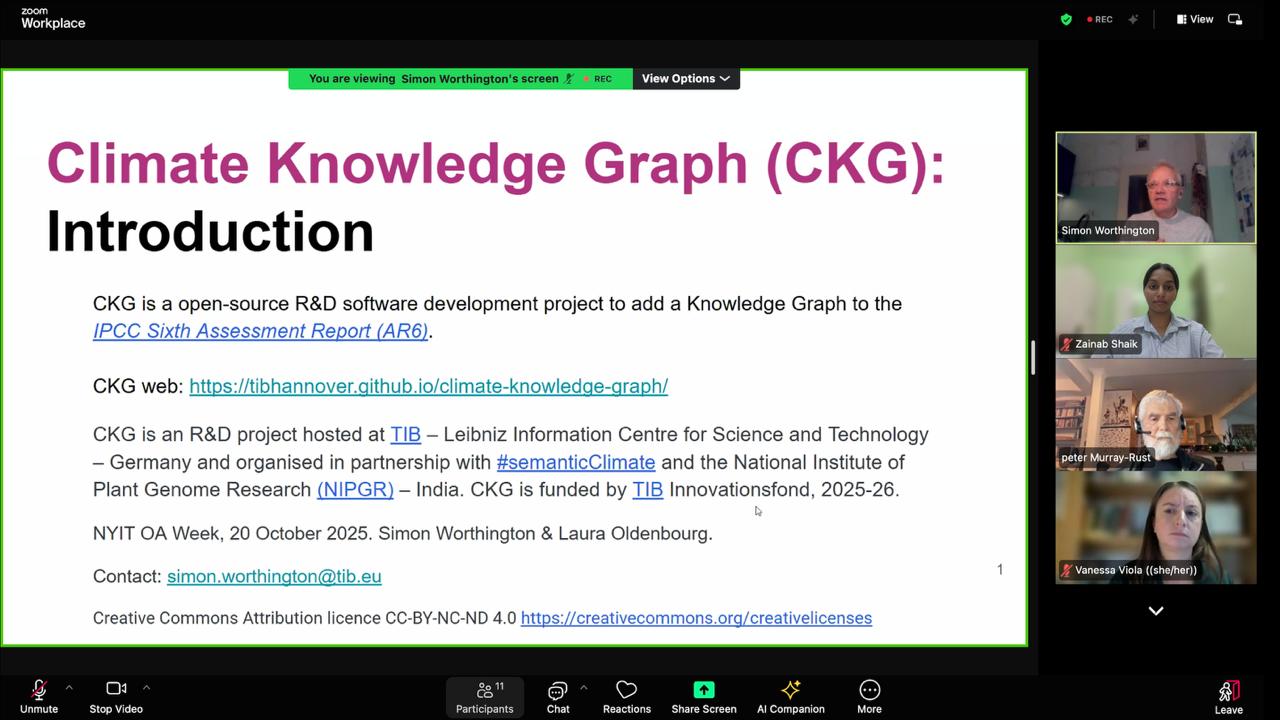 zoom
Workplace
REC
View
You are viewing Simon Worthington's screen REC View Options
Climate Knowledge Graph (CKG):
Introduction
CKG is a open-source R&D software development project to add a Knowledge Graph to the
IPCC Sixth Assessment Report (AR6).
CKG web: https://tibhannover.github.io/climate-knowledge-graph/
CKG is an R&D project hosted at TIB – Leibniz Information Centre for Science and Technology
– Germany and organised in partnership with #semanticClimate and the National Institute of
Plant Genome Research (NIPGR) – India. CKG is funded by TIB Innovationsfond, 2025-26.
NYIT OA Week, 20 October 2025. Simon Worthington & Laura Oldenbourg.
Contact: simon.worthington@tib.eu
1
Creative Commons Attribution licence CC-BY-NC-ND 4.0 https://creativecommons.org/creativelicenses
Simon Worthington
Zainab Shaik
peter Murray-Rust
Vanessa Viola ((she/her))
Unmute
Stop Video
11
Participants
Chat
Reactions
Share Screen
AI Companion
More
Leave